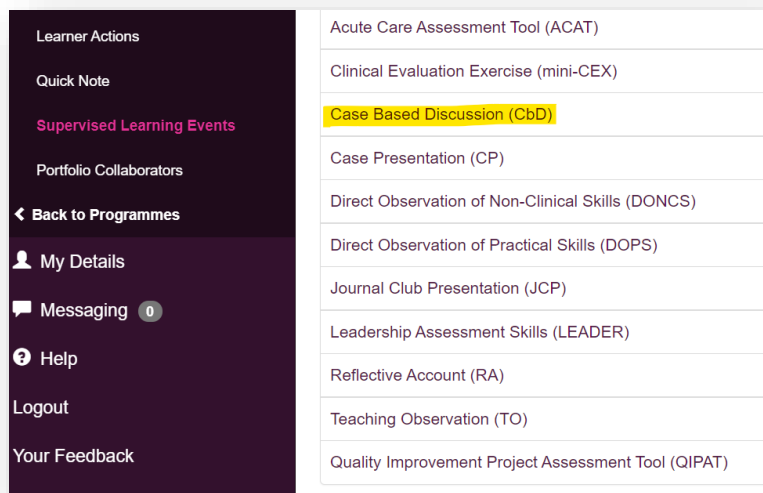 Learner Actions
Quick Note
Supervised Learning Events
Portfolio Collaborators
Back to Programmes
My Details
Messaging 0
Help
Logout
Your Feedback
Acute Care Assessment Tool (ACAT)
Clinical Evaluation Exercise (mini-CEX)
Case Based Discussion (CbD)
Case Presentation (CP)
Direct Observation of Non-Clinical Skills (DONCS)
Direct Observation of Practical Skills (DOPS)
Journal Club Presentation (JCP)
Leadership Assessment Skills (LEADER)
Reflective Account (RA)
Teaching Observation (TO)
Quality Improvement Project Assessment Tool (QIPAT)